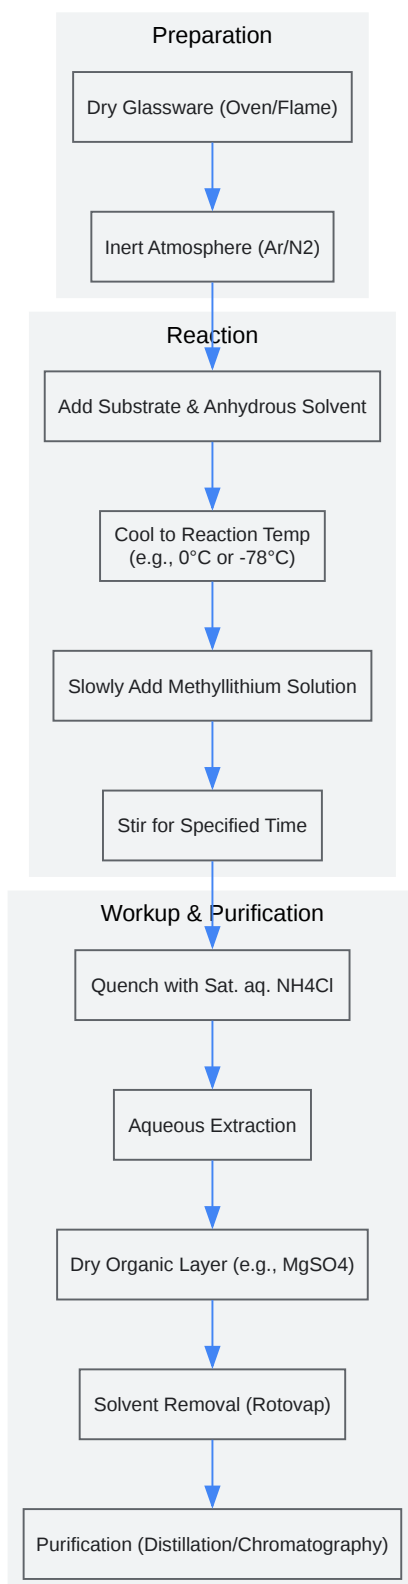 Preparation
Dry Glassware (Oven/Flame)
Inert Atmosphere (Ar/N2)
Reaction
Add Substrate & Anhydrous Solvent
Cool to Reaction Temp
(e.g., 0°C or -78°C)
Slowly Add Methyllithium Solution
Stir for Specified Time
Workup & Purification
Quench with Sat. aq. NH4Cl
Aqueous Extraction
Dry Organic Layer (e.g., MgSO4)
Solvent Removal (Rotovap)
Purification (Distillation/Chromatography)